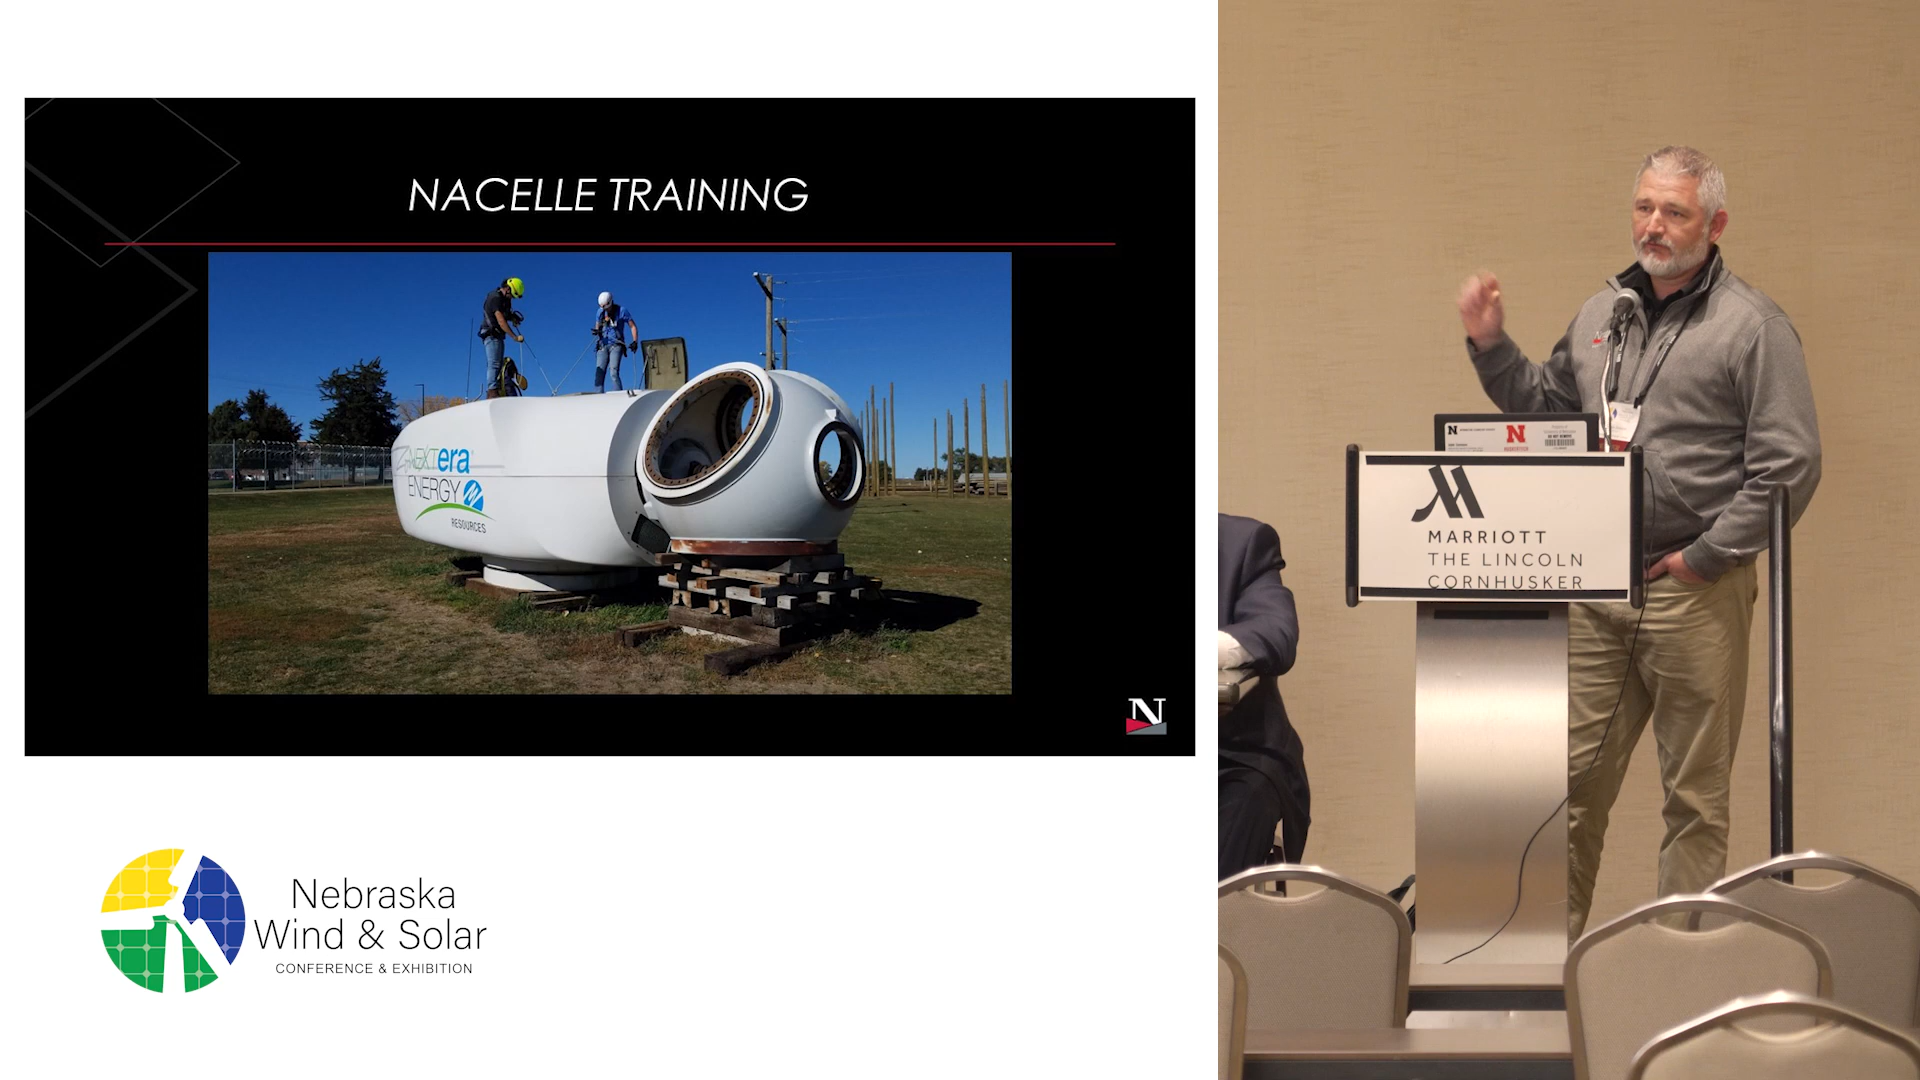 NACELLE TRAINING
NEXTera
ENERGY
RESOURCES
N
Nebraska
Wind & Solar
CONFERENCE & EXHIBITION
N
N
MARRIOTT
THE LINCOLN
CORNHUSKER